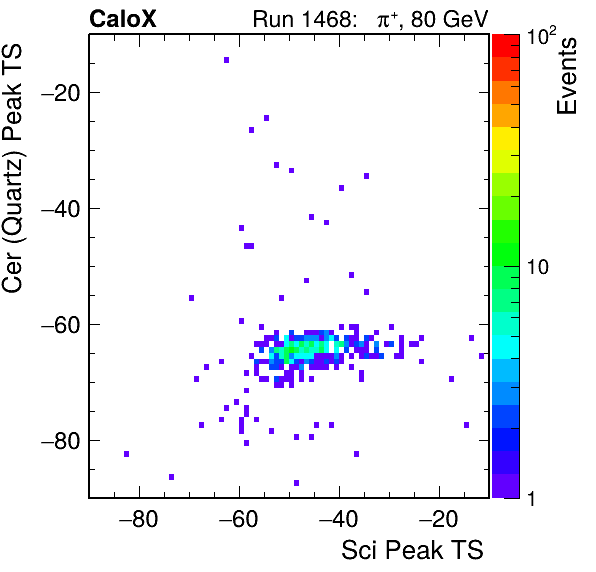 CaloX Run 1468: π⁺, 80 GeV
Cer (Quartz) Peak TS
−20
−40
−60
−80
−80 −60 −40 −20
Sci Peak TS
10²
10
1
Events